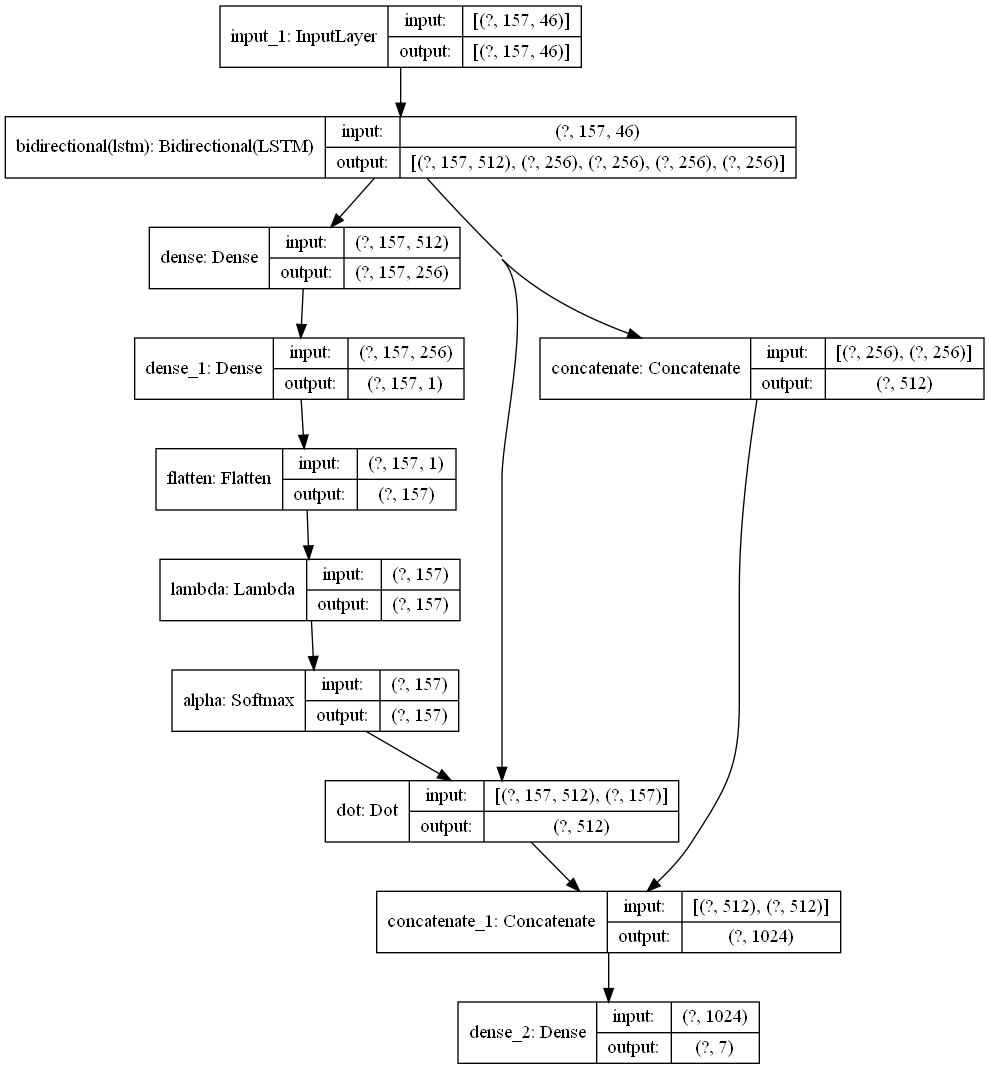 input_1: InputLayer
input: [(?, 157, 46)]
output: [(?, 157, 46)]
bidirectional(lstm): Bidirectional(LSTM)
input: (?, 157, 46)
output: [(?, 157, 512), (?, 256), (?, 256), (?, 256), (?, 256)]
dense: Dense
input: (?, 157, 512)
output: (?, 157, 256)
dense_1: Dense
input: (?, 157, 256)
output: (?, 157, 1)
concatenate: Concatenate
input: [(?, 256), (?, 256)]
output: (?, 512)
flatten: Flatten
input: (?, 157, 1)
output: (?, 157)
lambda: Lambda
input: (?, 157)
output: (?, 157)
alpha: Softmax
input: (?, 157)
output: (?, 157)
dot: Dot
input: [(?, 157, 512), (?, 157)]
output: (?, 512)
concatenate_1: Concatenate
input: [(?, 512), (?, 512)]
output: (?, 1024)
dense_2: Dense
input: (?, 1024)
output: (?, 7)